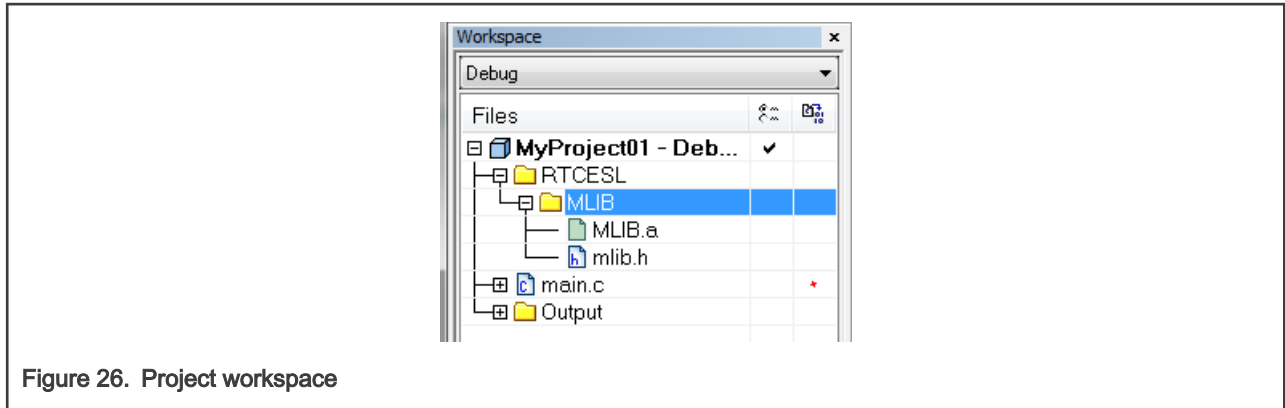 Workspace
Debug
Files
MyProject01 - Deb...
RTCESL
MLIB
MLIB.a
mlib.h
main.c
Output
Figure 26. Project workspace